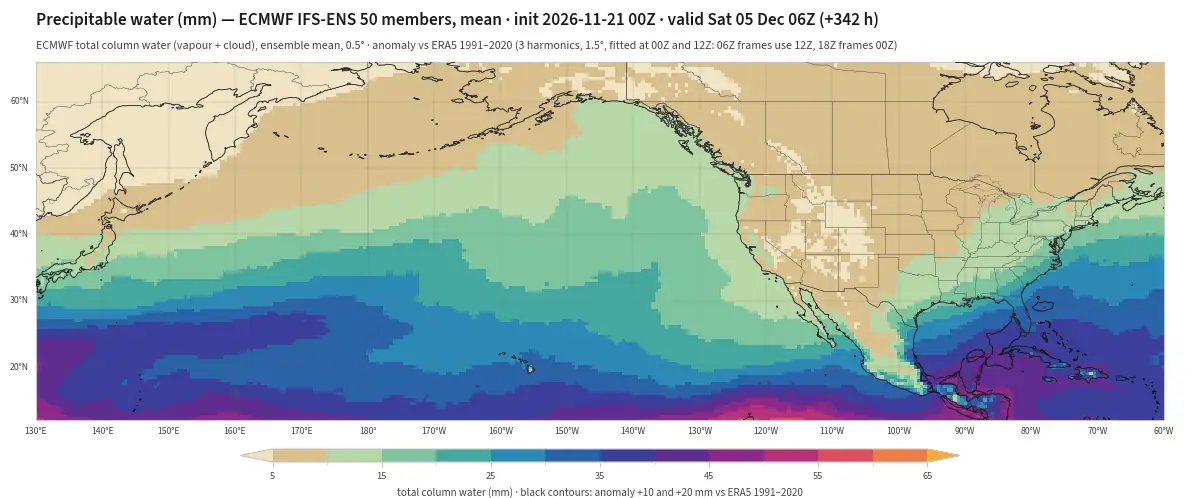 Precipitable water (mm) — ECMWF IFS-ENS 50 members, mean · init 2026-11-21 00Z · valid Sat 05 Dec 06Z (+342 h)
ECMWF total column water (vapour + cloud), ensemble mean, 0.5° · anomaly vs ERA5 1991–2020 (3 harmonics, 1.5°, fitted at 00Z and 12Z: 06Z frames use 12Z, 18Z frames 00Z)
60°N
50°N
40°N
30°N
20°N
130°E 140°E 150°E 160°E 170°E 180° 170°W 160°W 150°W 140°W 130°W 120°W 110°W 100°W 90°W 80°W 70°W 60°W
5 15 25 35 45 55 65
total column water (mm) · black contours: anomaly +10 and +20 mm vs ERA5 1991–2020